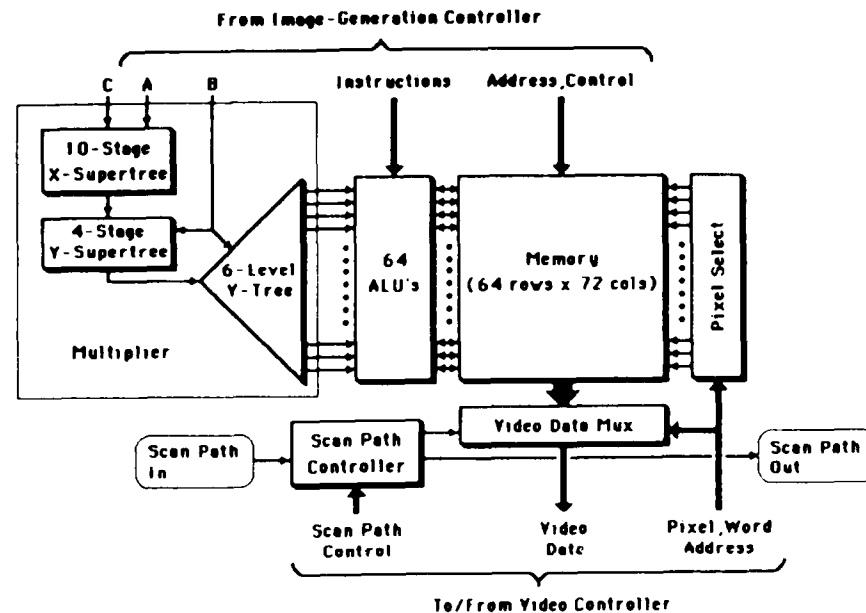 From Image-Generation Controller
C A B
Instructions
Address,Control
10-Stage
X-Supertree
4-Stage
Y-Supertree
6-Level
Y-Tree
Multiplier
64
ALU's
Memory
(64 rows x 72 cols)
Pixel Select
Video Data Mux
Scan Path
In
Scan Path
Controller
Scan Path
Out
Scan Path
Control
Video
Data
Pixel,Word
Address
To/From Video Controller